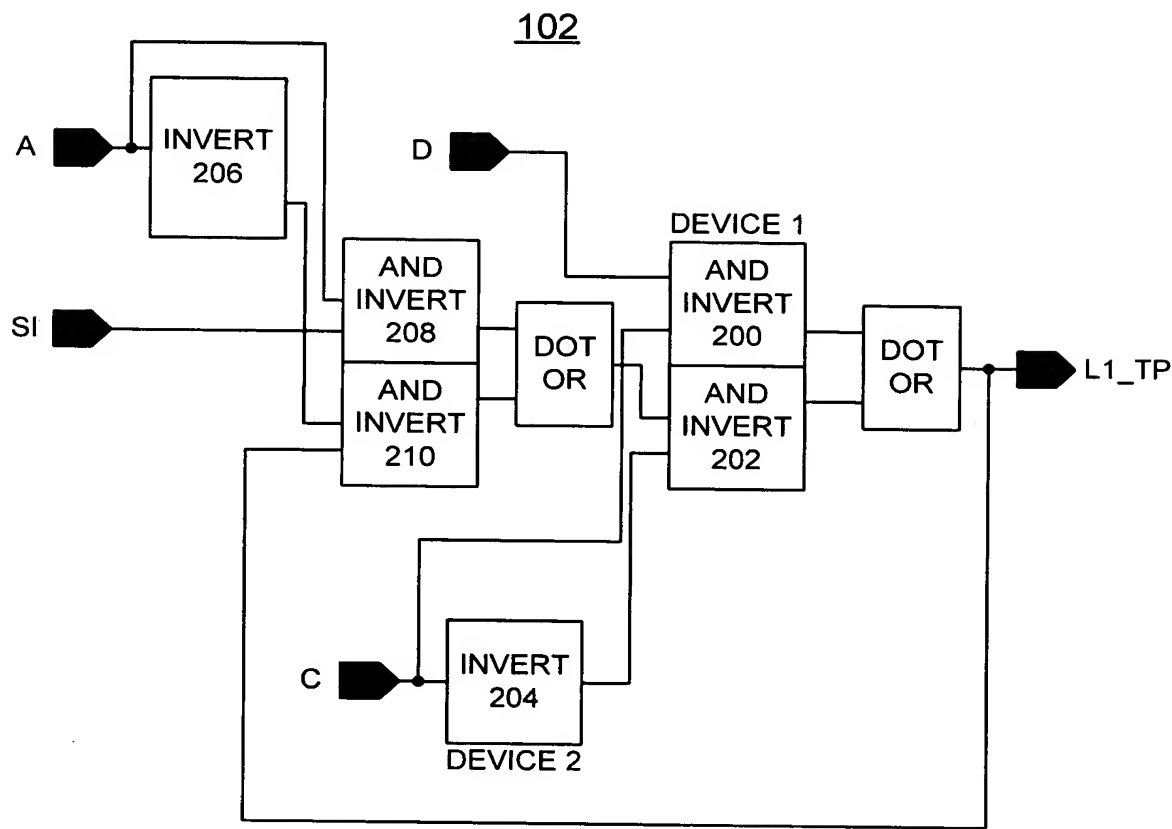 102
A
INVERT
206
D
DEVICE 1
SI
AND
INVERT
208
AND
INVERT
210
DOT
OR
AND
INVERT
200
AND
INVERT
202
DOT
OR
L1_TP
C
INVERT
204
DEVICE 2